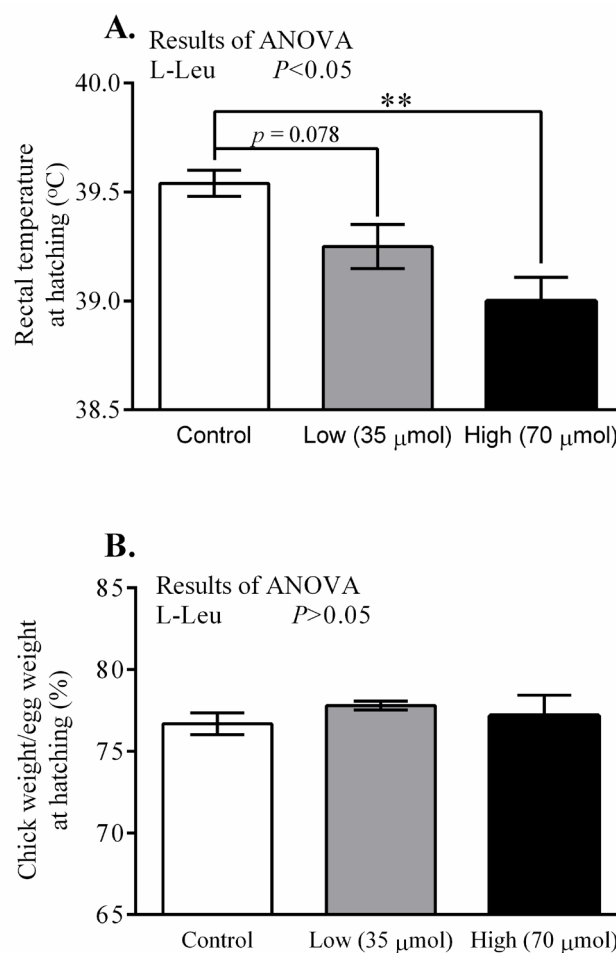 A.
Results of ANOVA
L-Leu P<0.05
40.0
39.5
39.0
38.5
Rectal temperature
at hatching (ºC)
**
p = 0.078
Control Low (35 μmol) High (70 μmol)
B.
Results of ANOVA
L-Leu P>0.05
85
80
75
70
65
Chick weight/egg weight
at hatching (%)
Control Low (35 μmol) High (70 μmol)